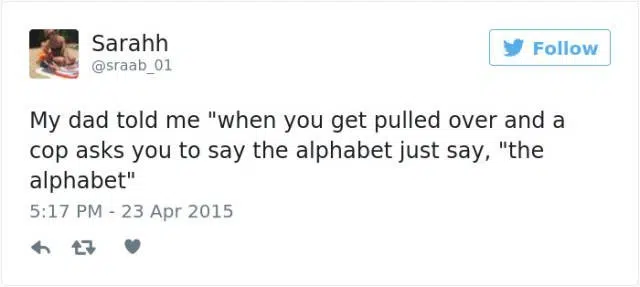 Sarahh
@sraab_01
Follow
My dad told me "when you get pulled over and a
cop asks you to say the alphabet just say, "the
alphabet"
5:17 PM - 23 Apr 2015